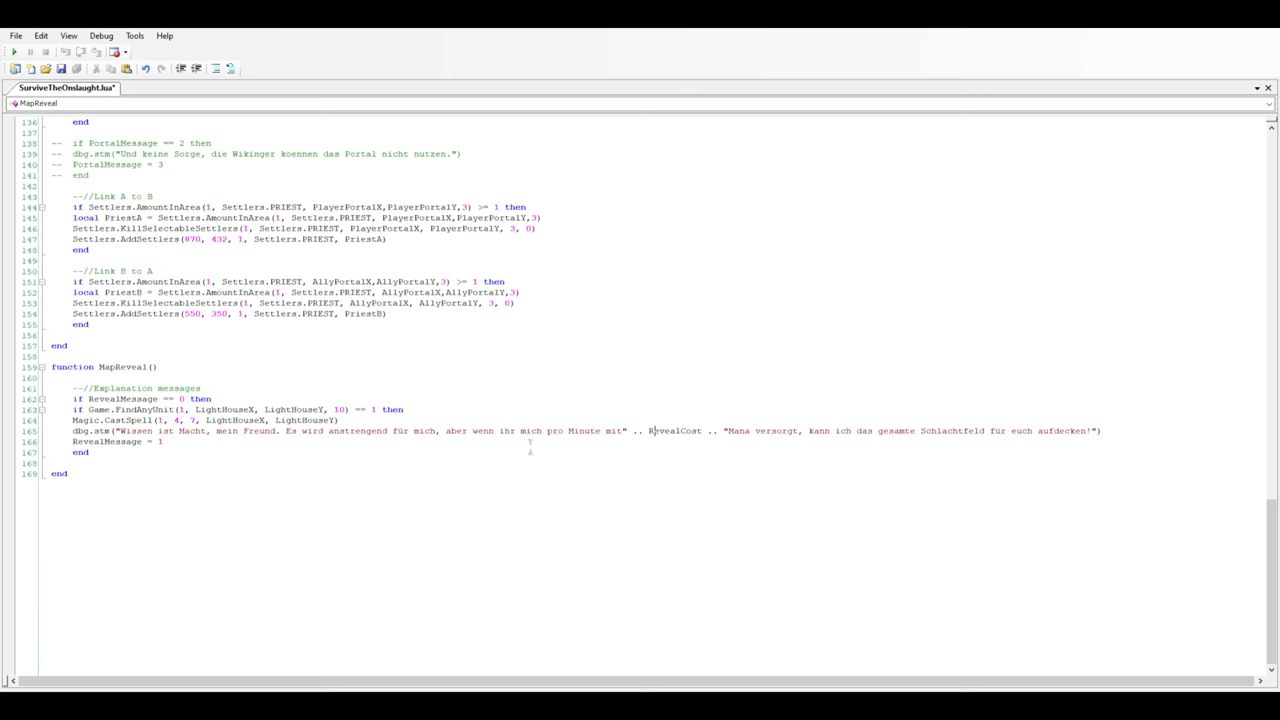 File Edit View Debug Tools Help
SurviveTheOnslaught.lua*
MapReveal
136 end
137
138 -- if PortalMessage == 2 then
139 -- dbg.stm("Und keine Sorge, die Wikinger koennen das Portal nicht nutzen.")
140 -- PortalMessage = 3
141 -- end
142
143 --//Link A to B
144 if Settlers.AmountInArea(1, Settlers.PRIEST, PlayerPortalX,PlayerPortalY,3) >= 1 then
145 local PriestA = Settlers.AmountInArea(1, Settlers.PRIEST, PlayerPortalX,PlayerPortalY,3)
146 Settlers.KillSelectableSettlers(1, Settlers.PRIEST, PlayerPortalX, PlayerPortalY, 3, 0)
147 Settlers.AddSettlers(870, 432, 1, Settlers.PRIEST, PriestA)
148 end
149
150 --//Link B to A
151 if Settlers.AmountInArea(1, Settlers.PRIEST, AllyPortalX,AllyPortalY,3) >= 1 then
152 local PriestB = Settlers.AmountInArea(1, Settlers.PRIEST, AllyPortalX,AllyPortalY,3)
153 Settlers.KillSelectableSettlers(1, Settlers.PRIEST, AllyPortalX, AllyPortalY, 3, 0)
154 Settlers.AddSettlers(550, 350, 1, Settlers.PRIEST, PriestB)
155 end
156
157 end
158
159 function MapReveal()
160
161 --//Explanation messages
162 if RevealMessage == 0 then
163 if Game.FindAnyUnit(1, LightHouseX, LightHouseY, 10) == 1 then
164 Magic.CastSpell(1, 4, 7, LightHouseX, LightHouseY)
165 dbg.stm("Wissen ist Macht, mein Freund. Es wird anstrengend für mich, aber wenn ihr mich pro Minute mit" .. RevealCost .. "Mana versorgt, kann ich das gesamte Schlachtfeld für euch aufdecken!")
166 RevealMessage = 1
167 end
168
169 end